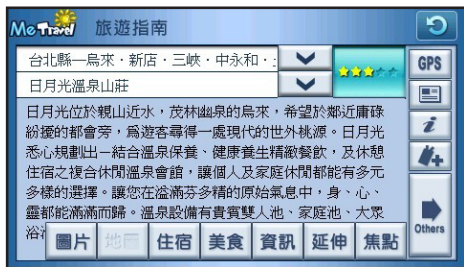 MeTravel 旅遊指南
台北縣—烏來．新店．三峽．中永和．
GPS
日月光溫泉山莊
日月光位於親山近水，茂林幽泉的烏來，希望於鄰近庸碌
紛擾的都會旁，為遊客尋得一處現代的世外桃源。日月光
悉心規劃出一結合溫泉保養、健康養生精緻餐飲，及休憩
住宿之複合休閒溫泉會館，讓個人及家庭休閒都能有多元
多樣的選擇。讓您在溢滿芬多精的原始氣息中，身、心、
靈都能滿滿而歸。溫泉設備有貴賓雙人池、家庭池、大眾
浴
圖片 地圖 住宿 美食 資訊 延伸 焦點
Others